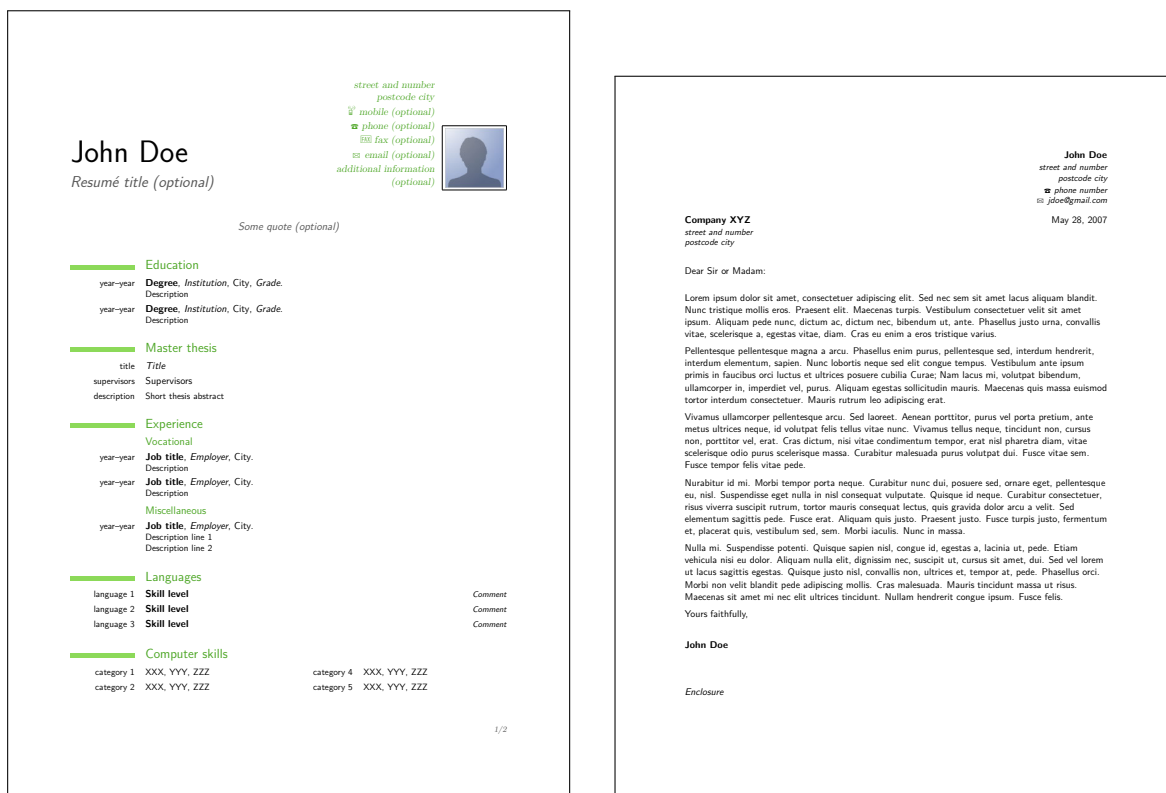 street and number
postcode city
mobile (optional)
phone (optional)
fax (optional)
email (optional)
additional information
(optional)
John Doe
Resumé title (optional)
Some quote (optional)
Education
year–year Degree, Institution, City, Grade.
Description
year–year Degree, Institution, City, Grade.
Description
Master thesis
title Title
supervisors Supervisors
description Short thesis abstract
Experience
Vocational
year–year Job title, Employer, City.
Description
year–year Job title, Employer, City.
Description
Miscellaneous
year–year Job title, Employer, City.
Description line 1
Description line 2
Languages
language 1 Skill level Comment
language 2 Skill level Comment
language 3 Skill level Comment
Computer skills
category 1 XXX, YYY, ZZZ category 4 XXX, YYY, ZZZ
category 2 XXX, YYY, ZZZ category 5 XXX, YYY, ZZZ
1/2
John Doe
street and number
postcode city
phone number
jdoe@gmail.com
Company XYZ May 28, 2007
street and number
postcode city
Dear Sir or Madam:
Lorem ipsum dolor sit amet, consectetuer adipiscing elit. Sed nec sem sit amet lacus aliquam blandit.
Nunc tristique mollis eros. Praesent elit. Maecenas turpis. Vestibulum consectetuer velit sit amet
ipsum. Aliquam pede nunc, dictum ac, dictum nec, bibendum ut, ante. Phasellus justo urna, convallis
vitae, scelerisque a, egestas vitae, diam. Cras eu enim a eros tristique varius.
Pellentesque pellentesque magna a arcu. Phasellus enim purus, pellentesque sed, interdum hendrerit,
interdum elementum, sapien. Nunc lobortis neque sed elit congue tempus. Vestibulum ante ipsum
primis in faucibus orci luctus et ultrices posuere cubilia Curae; Nam lacus mi, volutpat bibendum,
ullamcorper in, imperdiet vel, purus. Aliquam egestas sollicitudin mauris. Maecenas quis massa euismod
tortor interdum consectetuer. Mauris rutrum leo adipiscing erat.
Vivamus ullamcorper pellentesque arcu. Sed laoreet. Aenean porttitor, purus vel porta pretium, ante
metus ultrices neque, id volutpat felis tellus vitae nunc. Vivamus tellus neque, tincidunt non, cursus
non, porttitor vel, erat. Cras dictum, nisi vitae condimentum tempor, erat nisl pharetra diam, vitae
scelerisque odio purus scelerisque massa. Curabitur malesuada purus volutpat dui. Fusce vitae sem.
Fusce tempor felis vitae pede.
Nurabitur id mi. Morbi tempor porta neque. Curabitur nunc dui, posuere sed, ornare eget, pellentesque
eu, nisl. Suspendisse eget nulla in nisl consequat vulputate. Quisque id neque. Curabitur consectetuer,
risus viverra suscipit rutrum, tortor mauris consequat lectus, quis gravida dolor arcu a velit. Sed
elementum sagittis pede. Fusce erat. Aliquam quis justo. Praesent justo. Fusce turpis justo, fermentum
et, placerat quis, vestibulum sed, sem. Morbi iaculis. Nunc in massa.
Nulla mi. Suspendisse potenti. Quisque sapien nisl, congue id, egestas a, lacinia ut, pede. Etiam
vehicula nisi eu dolor. Aliquam nulla elit, dignissim nec, suscipit ut, cursus sit amet, dui. Sed vel lorem
ut lacus sagittis egestas. Quisque justo nisl, convallis non, ultrices et, tempor at, pede. Phasellus orci.
Morbi non velit blandit pede adipiscing mollis. Cras malesuada. Mauris tincidunt massa ut risus.
Maecenas sit amet mi nec elit ultrices tincidunt. Nullam hendrerit congue ipsum. Fusce felis.
Yours faithfully,
John Doe
Enclosure